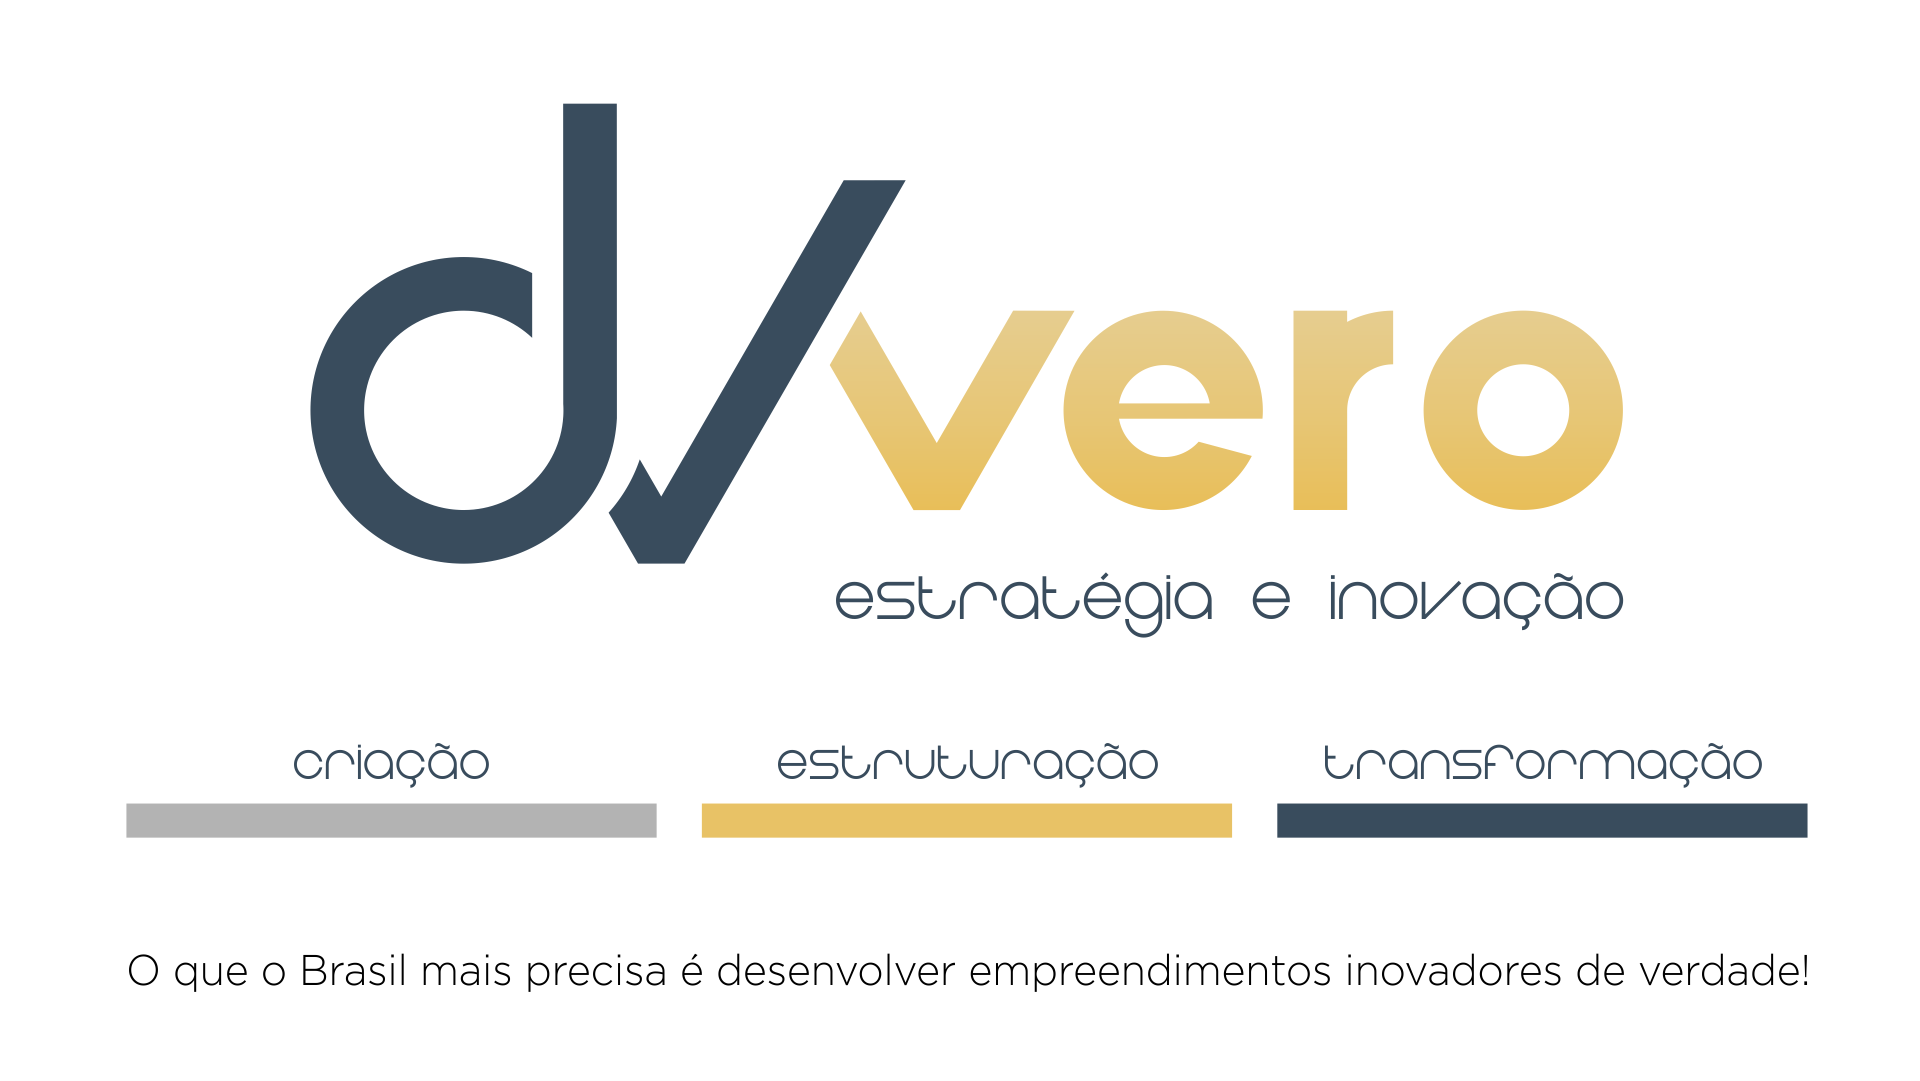 d√vero
estratégia e inovação
criação estruturação transformação
O que o Brasil mais precisa é desenvolver empreendimentos inovadores de verdade!